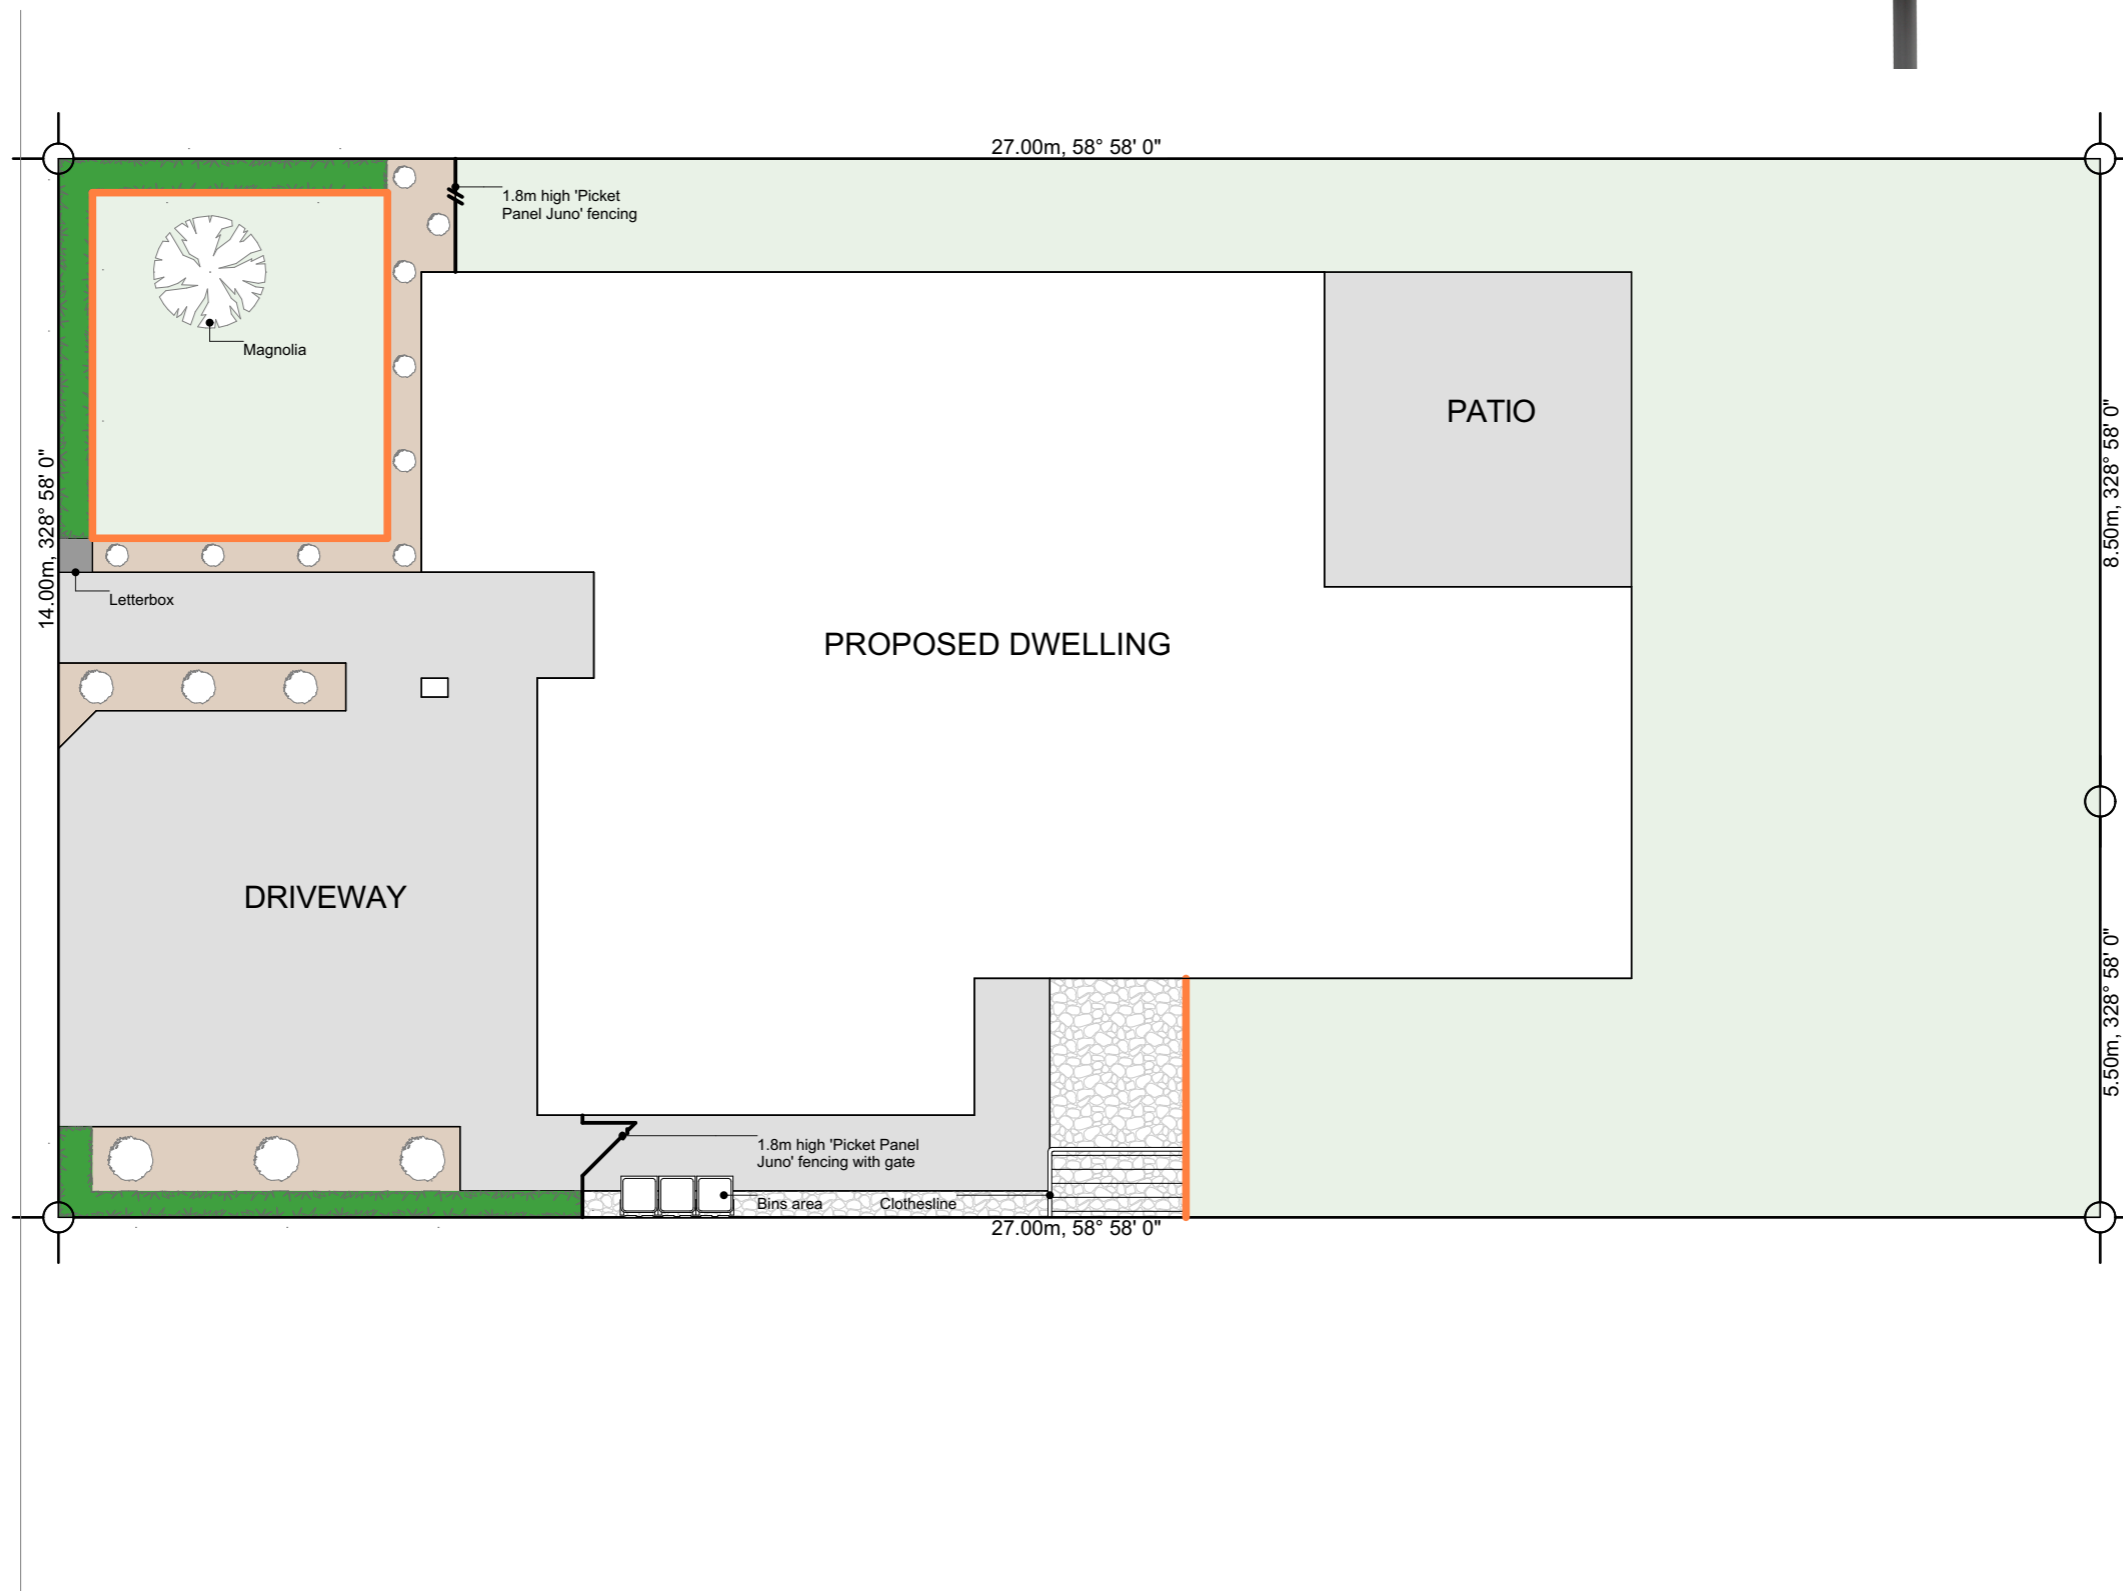 27.00m, 58° 58' 0"
1.8m high 'Picket
Panel Juno' fencing
Magnolia
PATIO
8.50m, 328° 58' 0"
14.00m, 328° 58' 0"
Letterbox
PROPOSED DWELLING
DRIVEWAY
5.50m, 328° 58' 0"
1.8m high 'Picket Panel
Juno' fencing with gate
Bins area
Clothesline
27.00m, 58° 58' 0"